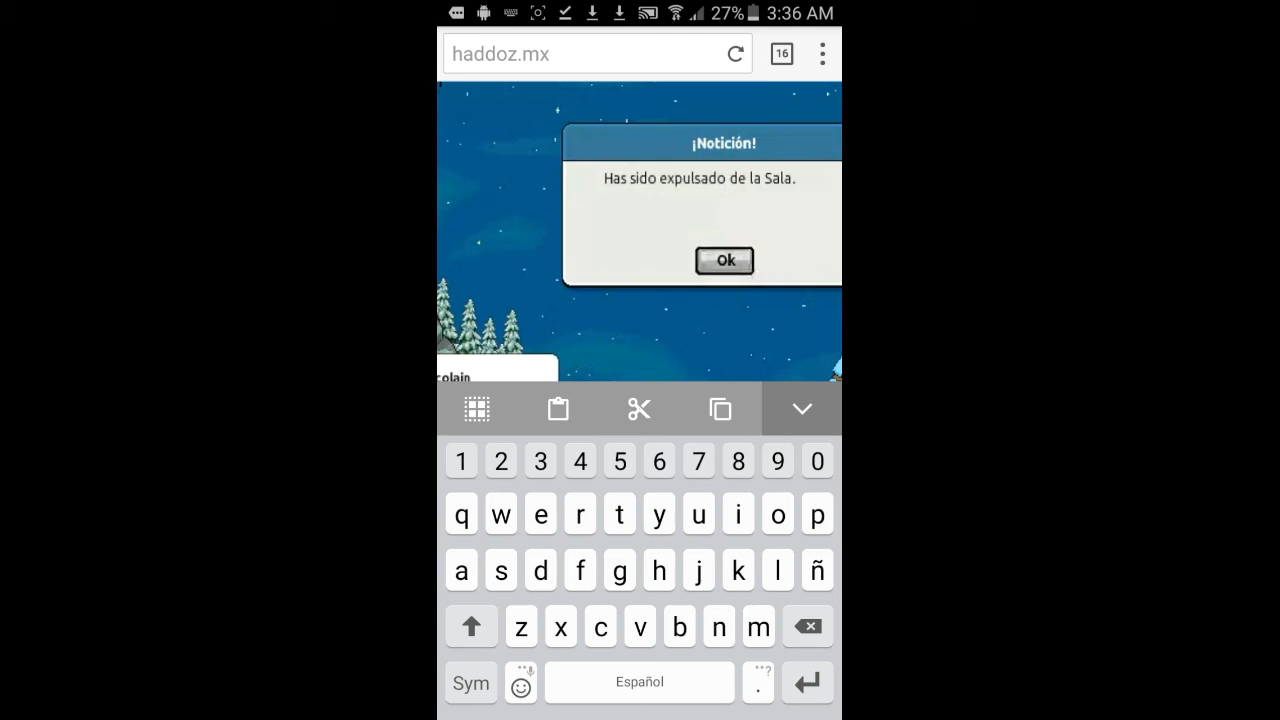 27% 3:36 AM
haddoz.mx
16
¡Notición!
Has sido expulsado de la Sala.
Ok
colain
1 2 3 4 5 6 7 8 9 0
q w e r t y u i o p
a s d f g h j k l ñ
z x c v b n m
Sym Español . ?